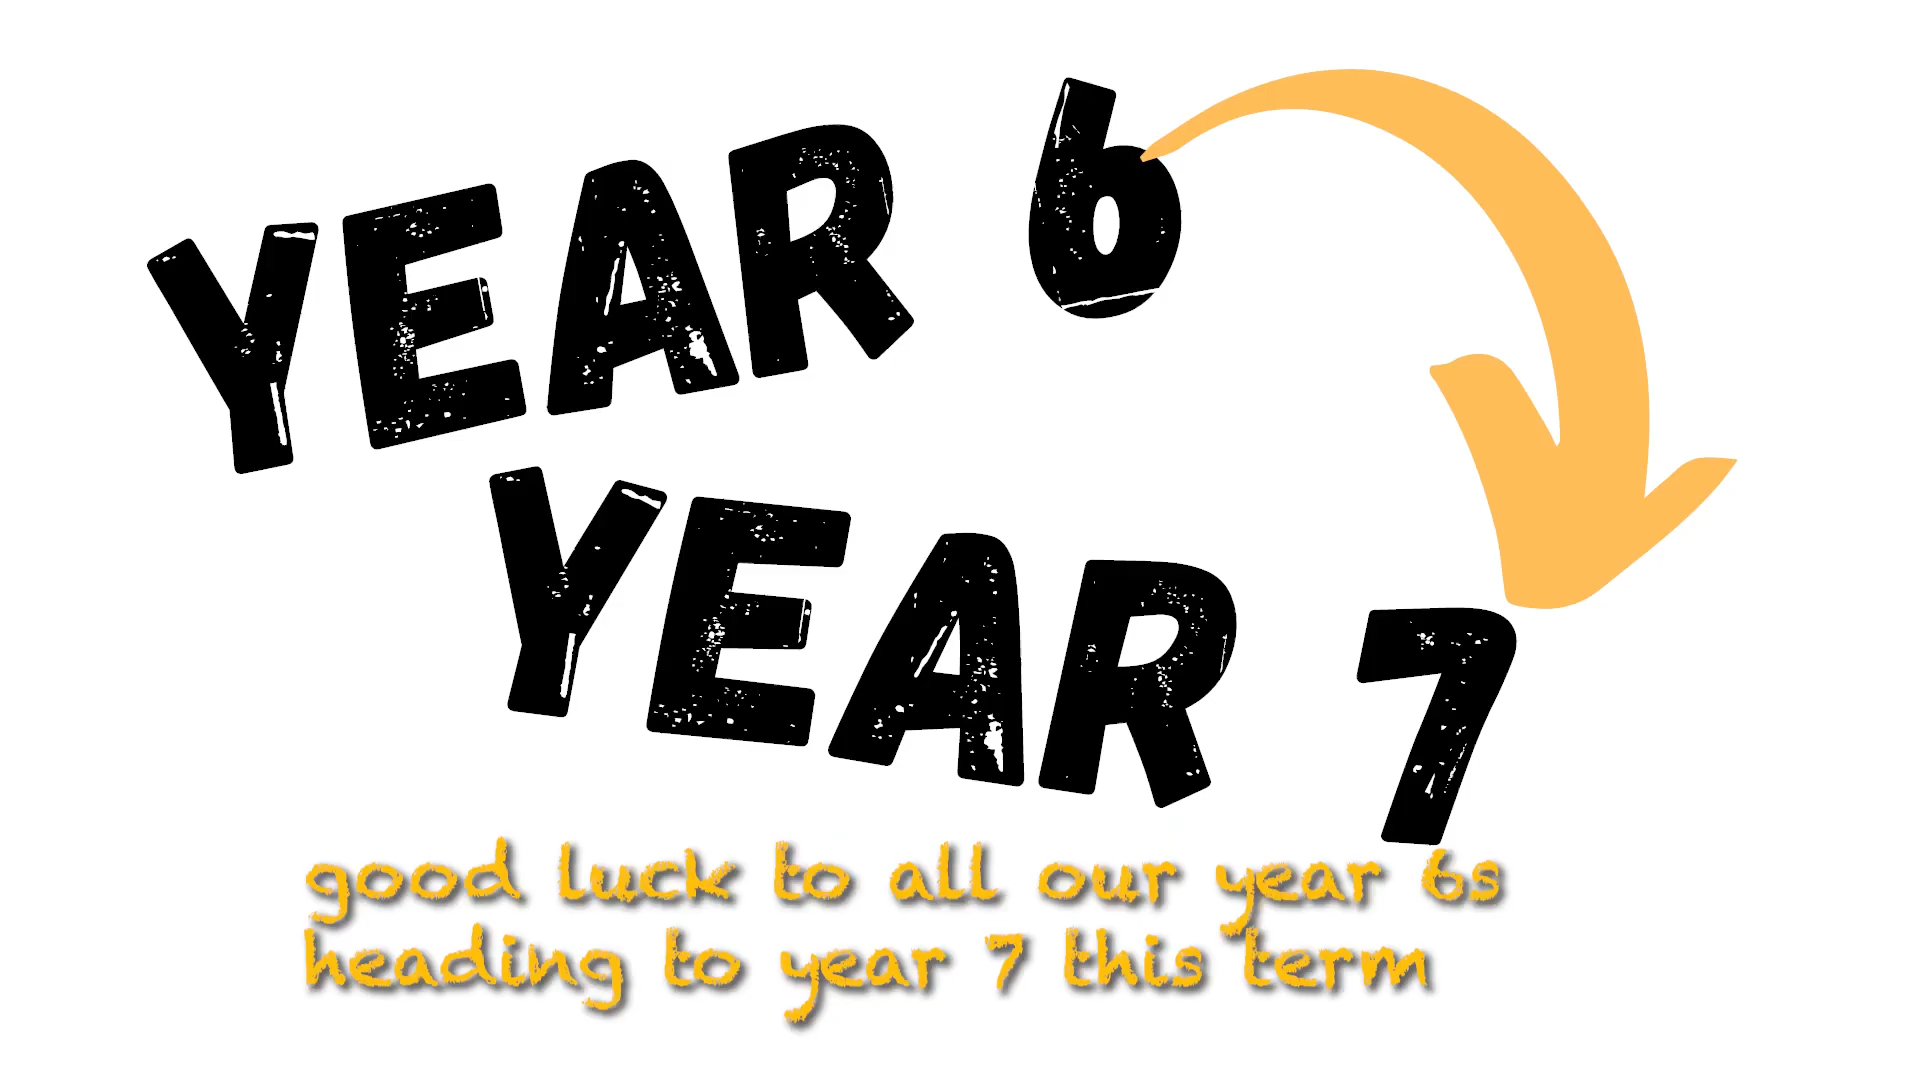 YEAR 6
YEAR 7
good luck to all our year 6s
heading to year 7 this term